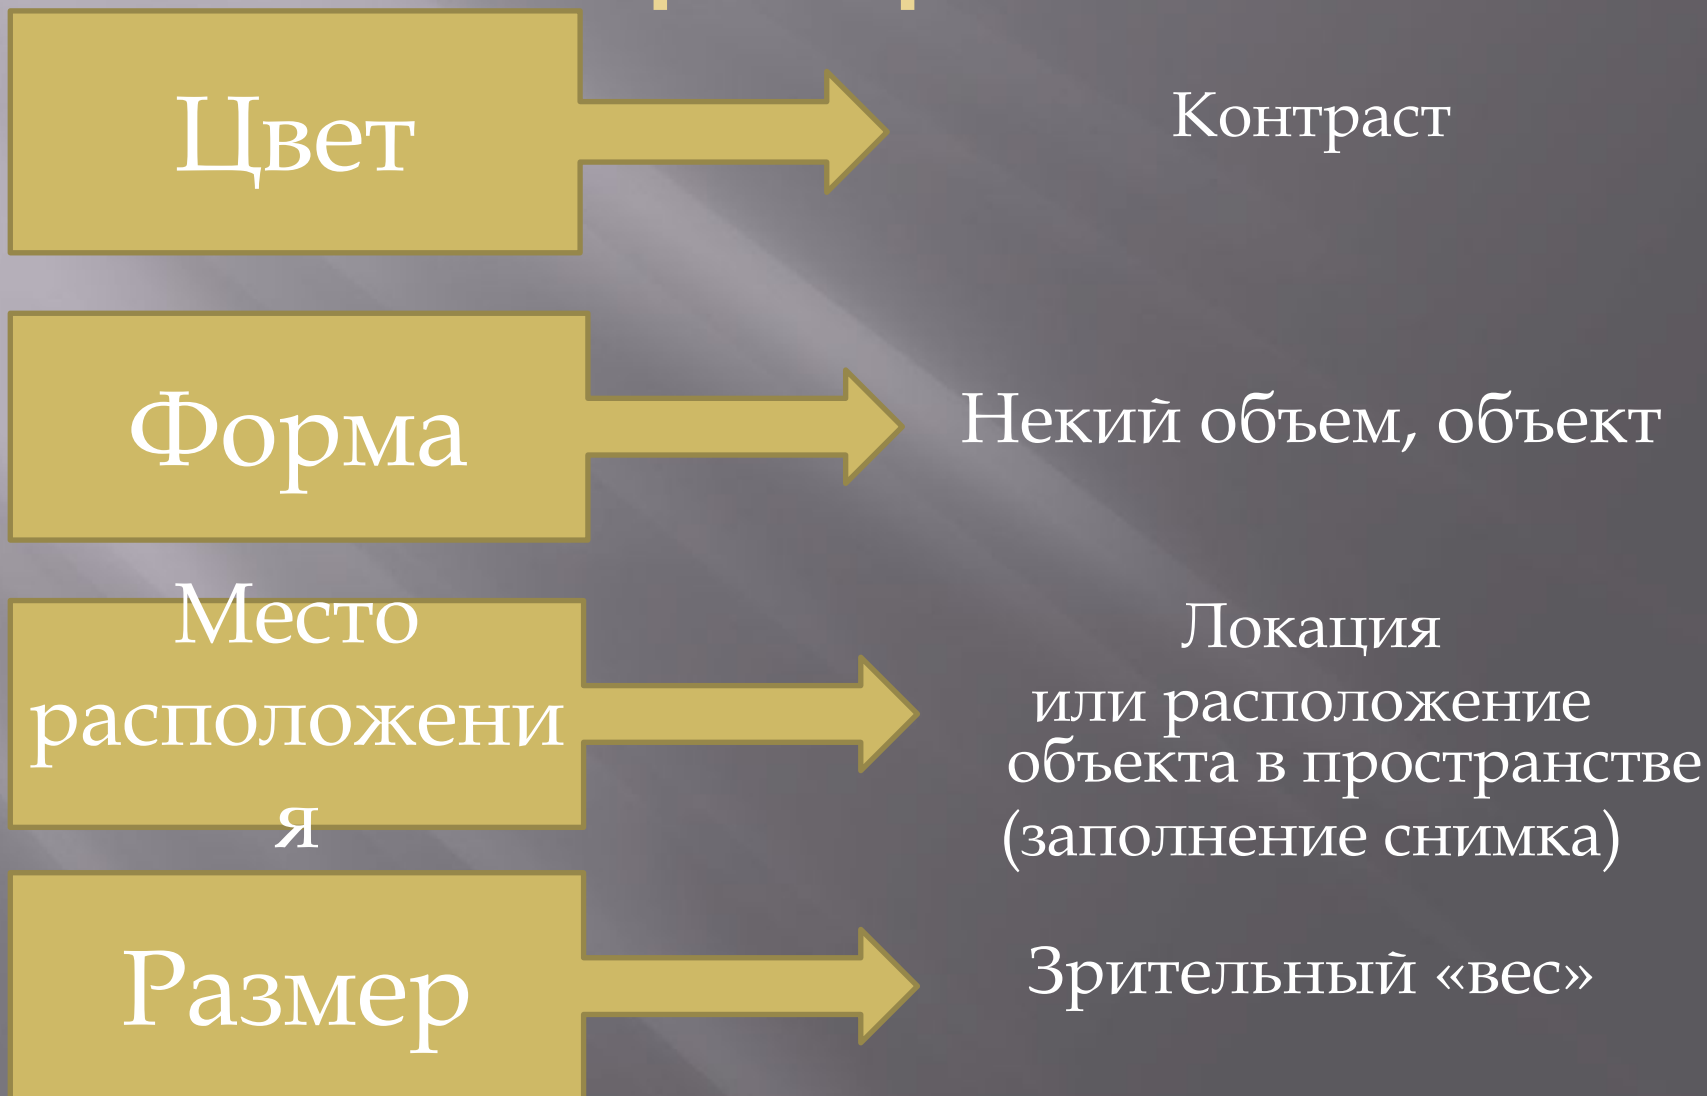 Цвет
Контраст
Форма
Некий объем, объект
Место
расположени
я
Локация
или расположение
объекта в пространстве
(заполнение снимка)
Размер
Зрительный «вес»